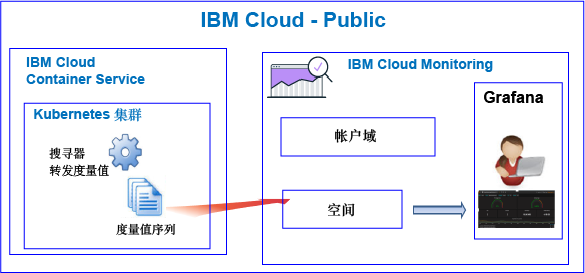 IBM Cloud - Public
IBM Cloud
Container Service
Kubernetes 集群
搜寻器
转发度量值
度量值序列
IBM Cloud Monitoring
帐户域
空间
Grafana